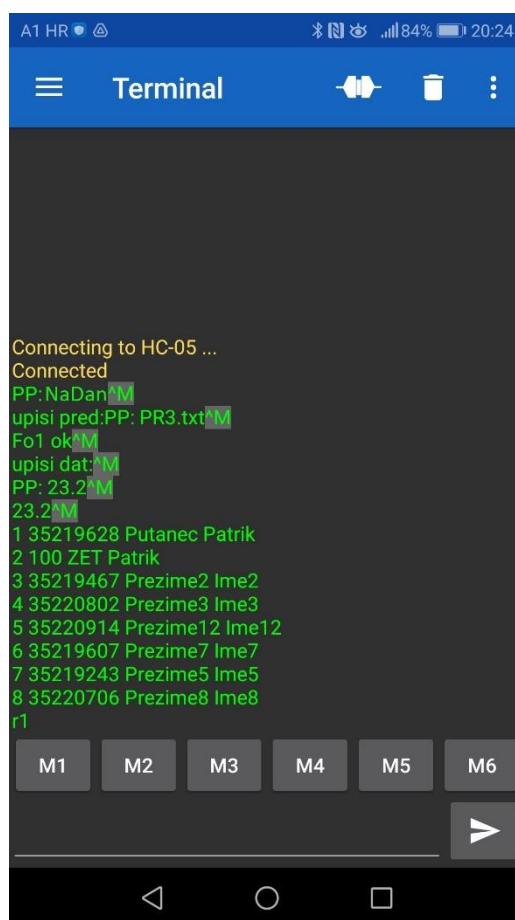 A1 HR 84% 20:24
Terminal
Connecting to HC-05 ...
Connected
PP:NaDan^M
upisi pred:PP: PR3.txt^M
Fo1 ok^M
upisi dat:^M
PP: 23.2^M
23.2^M
1 35219628 Putanec Patrik
2 100 ZET Patrik
3 35219467 Prezime2 Ime2
4 35220802 Prezime3 Ime3
5 35220914 Prezime12 Ime12
6 35219607 Prezime7 Ime7
7 35219243 Prezime5 Ime5
8 35220706 Prezime8 Ime8
r1
M1 M2 M3 M4 M5 M6